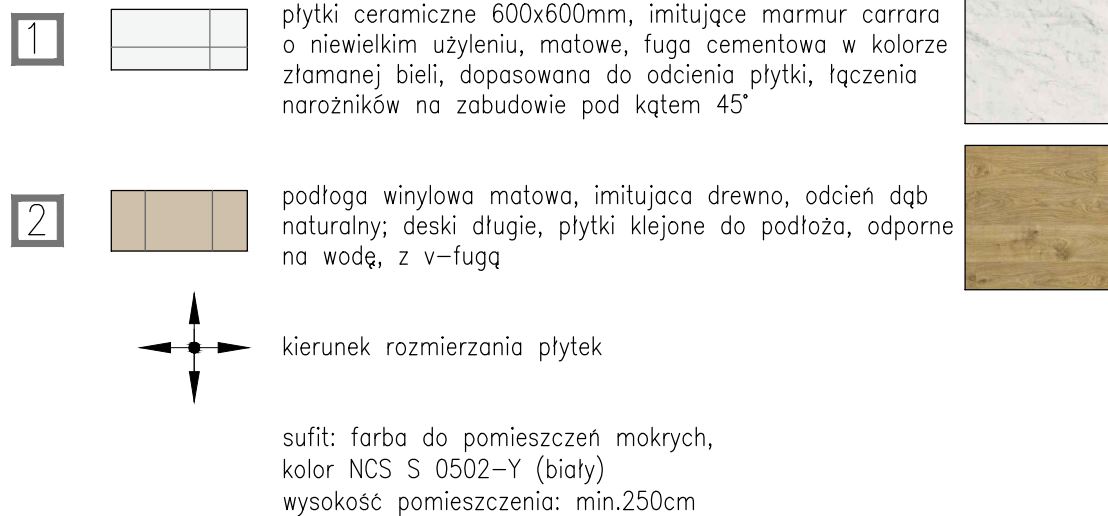 1
płytki ceramiczne 600x600mm, imitujące marmur carrara
o niewielkim użyleniu, matowe, fuga cementowa w kolorze
złamanej bieli, dopasowana do odcienia płytki, łączenia
narożników na zabudowie pod kątem 45°
2
podłoga winylowa matowa, imitujaca drewno, odcień dąb
naturalny; deski długie, płytki klejone do podłoża, odporne
na wodę, z v-fugą
kierunek rozmierzania płytek
sufit: farba do pomieszczeń mokrych,
kolor NCS S 0502-Y (biały)
wysokość pomieszczenia: min.250cm